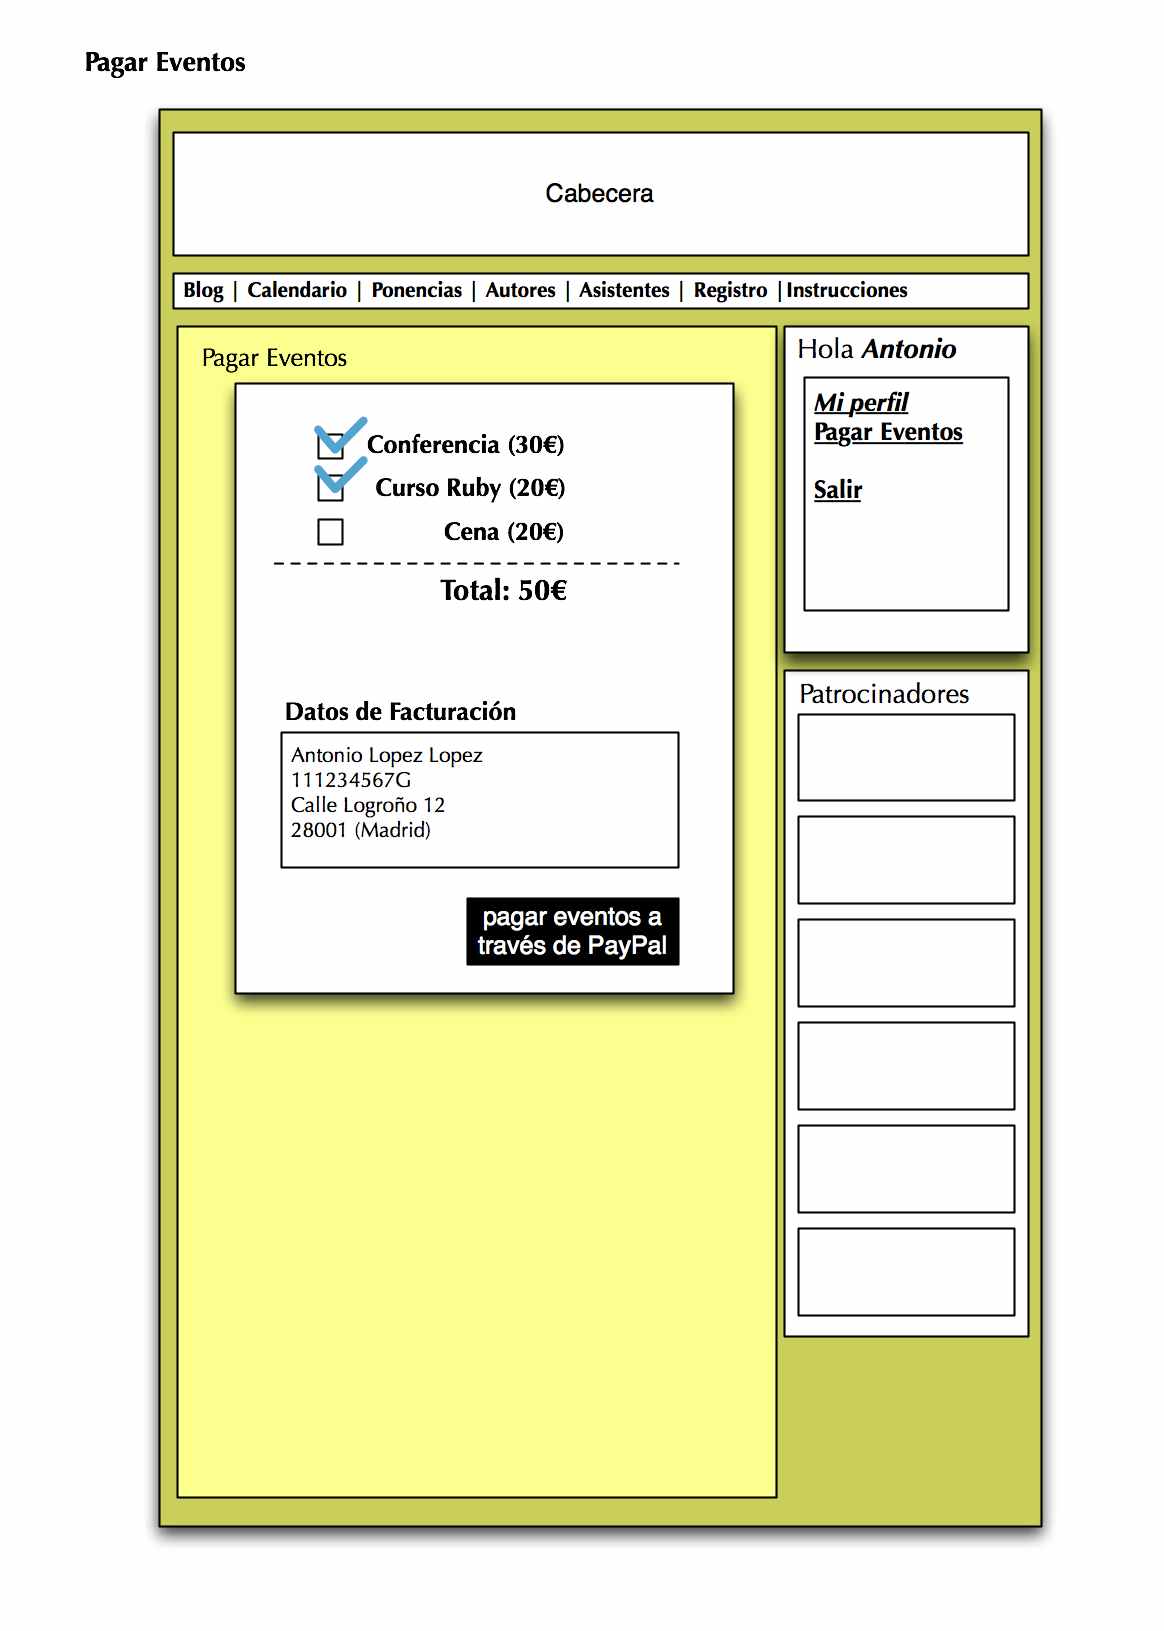 Pagar Eventos
Cabecera
Blog | Calendario | Ponencias | Autores | Asistentes | Registro |Instrucciones
Pagar Eventos
Conferencia (30€)
Curso Ruby (20€)
Cena (20€)
Total: 50€
Datos de Facturación
Antonio Lopez Lopez
111234567G
Calle Logroño 12
28001 (Madrid)
pagar eventos a
través de PayPal
Hola Antonio
Mi perfil
Pagar Eventos
Salir
Patrocinadores